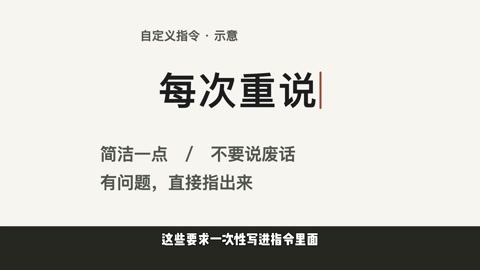 自定义指令 · 示意
每次重说
简洁一点 / 不要说废话
有问题，直接指出来
这些要求一次性写进指令里面